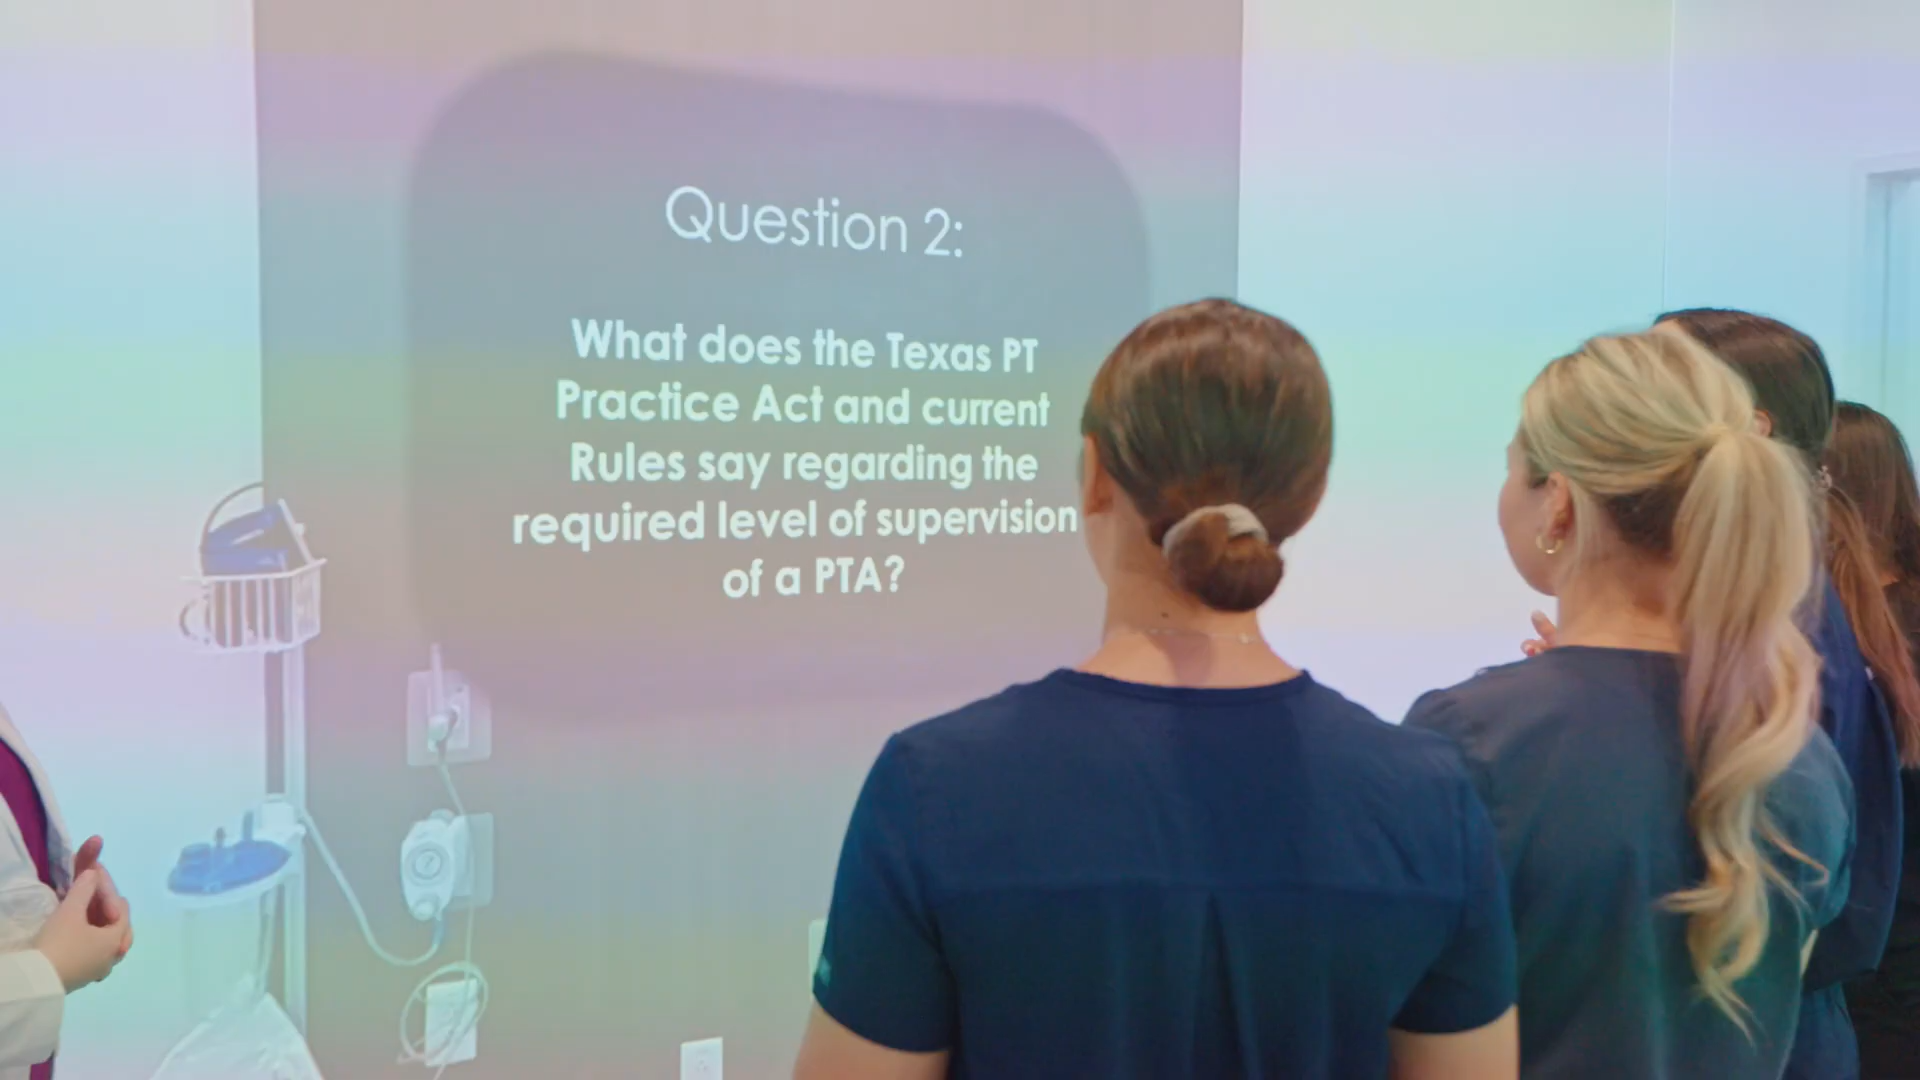 Question 2:
What does the Texas PT
Practice Act and current
Rules say regarding the
required level of supervision
of a PTA?